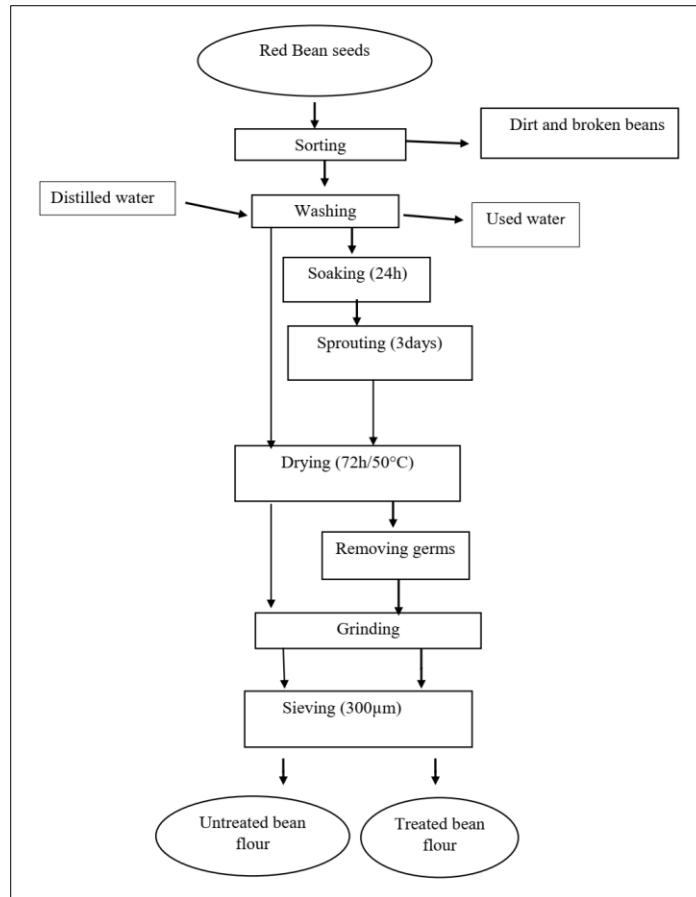 Red Bean seeds
Dirt and broken beans
Sorting
Distilled water
Washing
Used water
Soaking (24h)
Sprouting (3days)
Drying (72h/50°C)
Removing germs
Grinding
Sieving (300µm)
Untreated bean
flour
Treated bean
flour